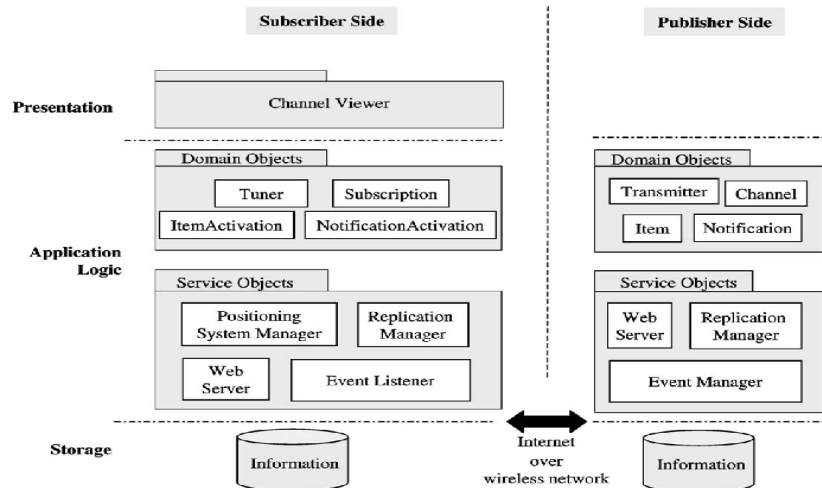 Subscriber Side
Publisher Side
Presentation
Channel Viewer
Application
Logic
Domain Objects
Tuner
Subscription
ItemActivation
NotificationActivation
Domain Objects
Transmitter
Channel
Item
Notification
Service Objects
Positioning
System Manager
Replication
Manager
Web
Server
Event Listener
Service Objects
Web
Server
Replication
Manager
Event Manager
Storage
Information
Internet
over
wireless network
Information